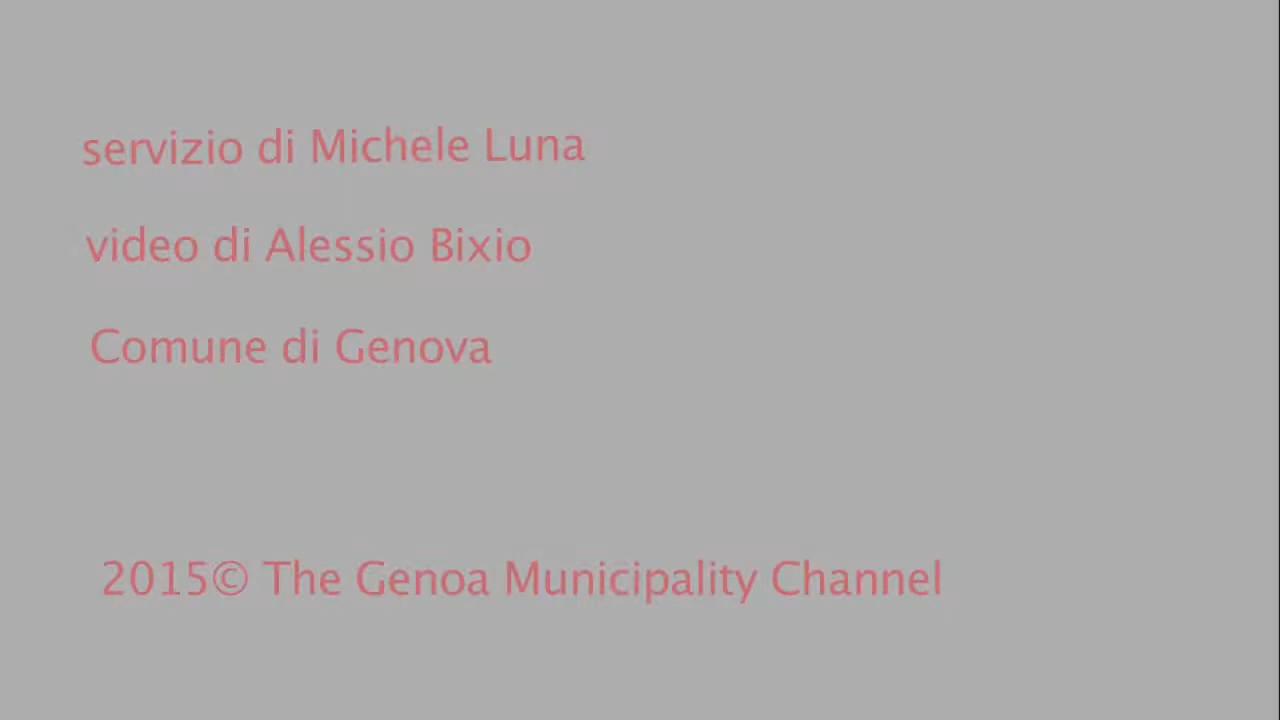 servizio di Michele Luna
video di Alessio Bixio
Comune di Genova
2015© The Genoa Municipality Channel